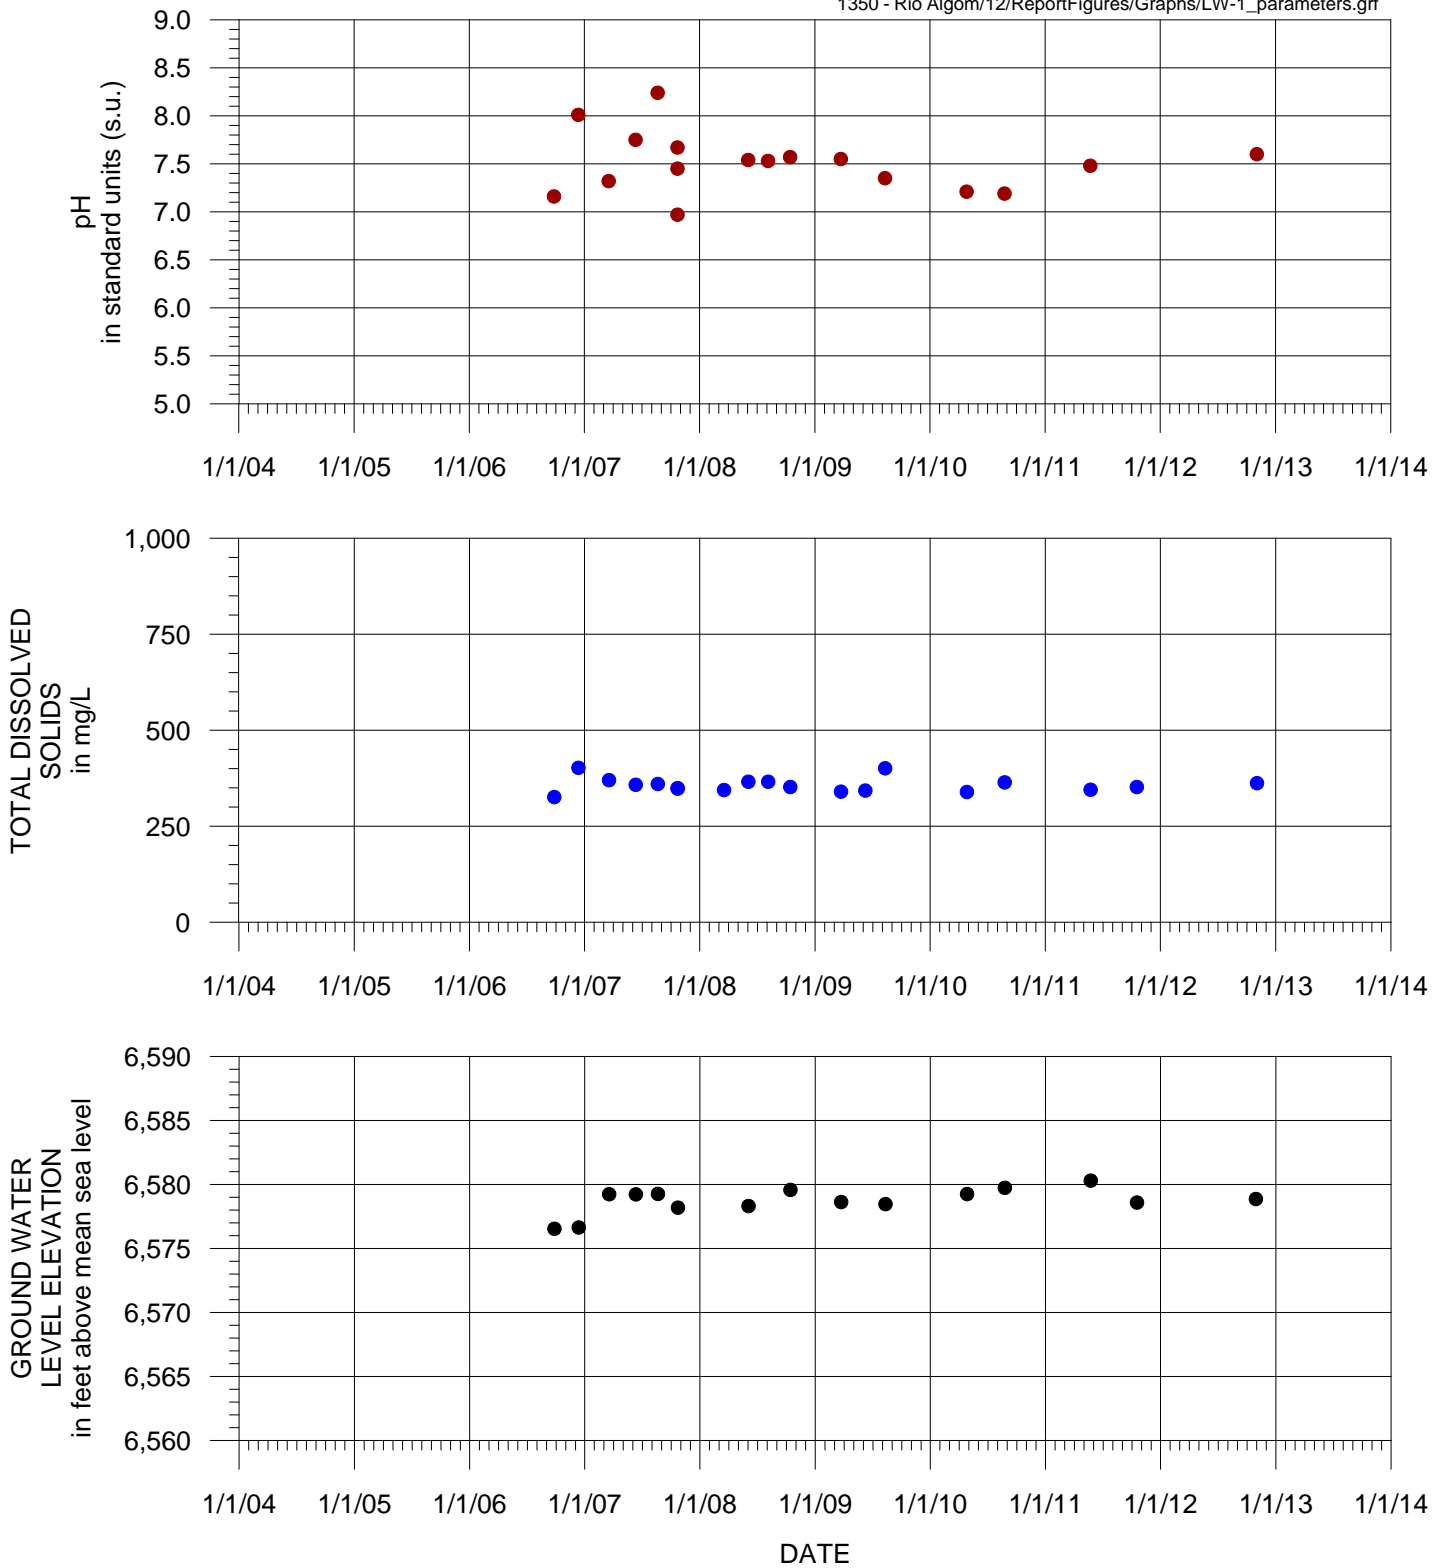 1350 - Rio Algom/12/ReportFigures/Graphs/LW-1_parameters.grf
pH
in standard units (s.u.)
9.0
8.5
8.0
7.5
7.0
6.5
6.0
5.5
5.0
1/1/04 1/1/05 1/1/06 1/1/07 1/1/08 1/1/09 1/1/10 1/1/11 1/1/12 1/1/13 1/1/14
TOTAL DISSOLVED
SOLIDS
in mg/L
1,000
750
500
250
0
1/1/04 1/1/05 1/1/06 1/1/07 1/1/08 1/1/09 1/1/10 1/1/11 1/1/12 1/1/13 1/1/14
GROUND WATER
LEVEL ELEVATION
in feet above mean sea level
6,590
6,585
6,580
6,575
6,570
6,565
6,560
1/1/04 1/1/05 1/1/06 1/1/07 1/1/08 1/1/09 1/1/10 1/1/11 1/1/12 1/1/13 1/1/14
DATE